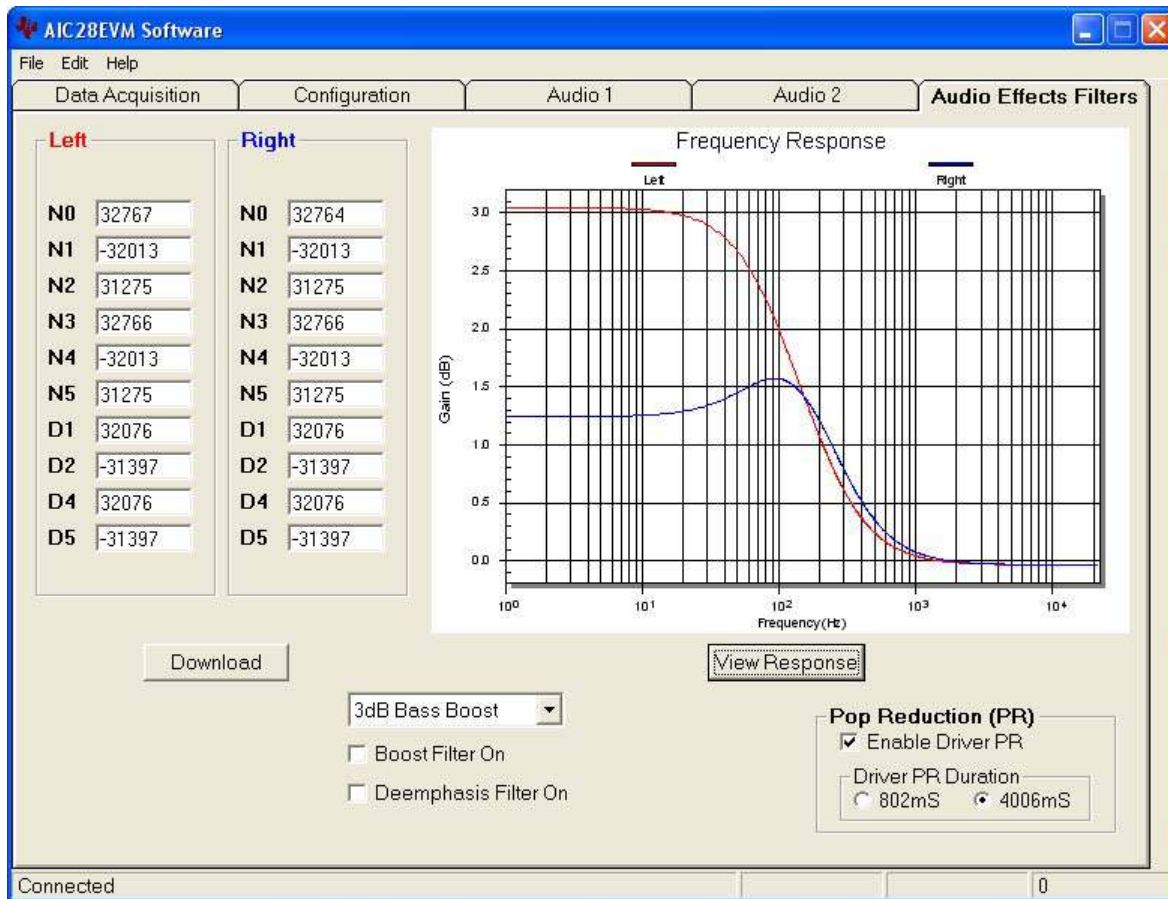 AIC28EVM Software
File Edit Help
Data Acquisition Configuration Audio 1 Audio 2 Audio Effects Filters
Left
N0 32767
N1 -32013
N2 31275
N3 32766
N4 -32013
N5 31275
D1 32076
D2 -31397
D4 32076
D5 -31397
Right
N0 32764
N1 -32013
N2 31275
N3 32766
N4 -32013
N5 31275
D1 32076
D2 -31397
D4 32076
D5 -31397
Frequency Response
Left Right
Gain (dB)
3.0
2.5
2.0
1.5
1.0
0.5
0.0
10⁰ 10¹ 10² 10³ 10⁴
Frequency(Hz)
Download
View Response
3dB Bass Boost
Boost Filter On
Deemphasis Filter On
Pop Reduction (PR)
Enable Driver PR
Driver PR Duration
802mS 4006mS
Connected 0